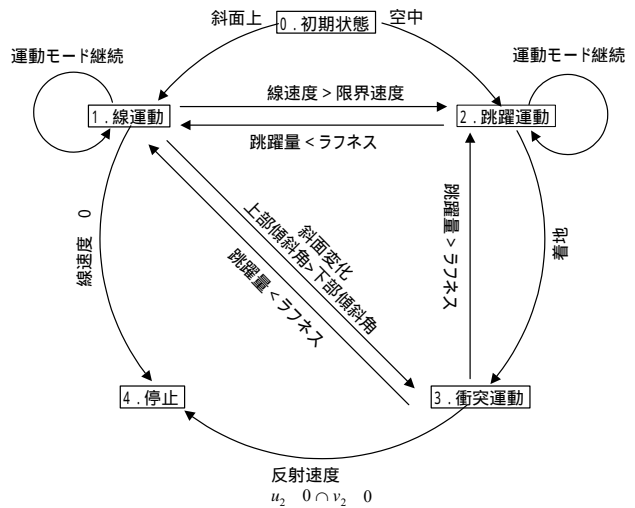 斜面上
0.初期状態
空中
運動モード継続
運動モード継続
線速度>限界速度
1.線運動
2.跳躍運動
跳躍量<ラフネス
斜面変化
上部傾斜角>下部傾斜角
跳躍量<ラフネス
跳躍量>ラフネス
線速度 0
着地
4.停止
3.衝突運動
反射速度
u₂ 0∩v₂ 0